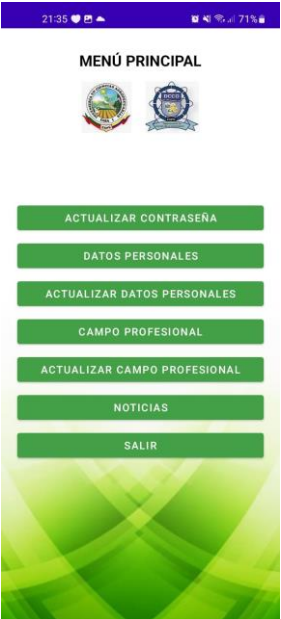 21:35 71%
MENÚ PRINCIPAL
ACTUALIZAR CONTRASEÑA
DATOS PERSONALES
ACTUALIZAR DATOS PERSONALES
CAMPO PROFESIONAL
ACTUALIZAR CAMPO PROFESIONAL
NOTICIAS
SALIR